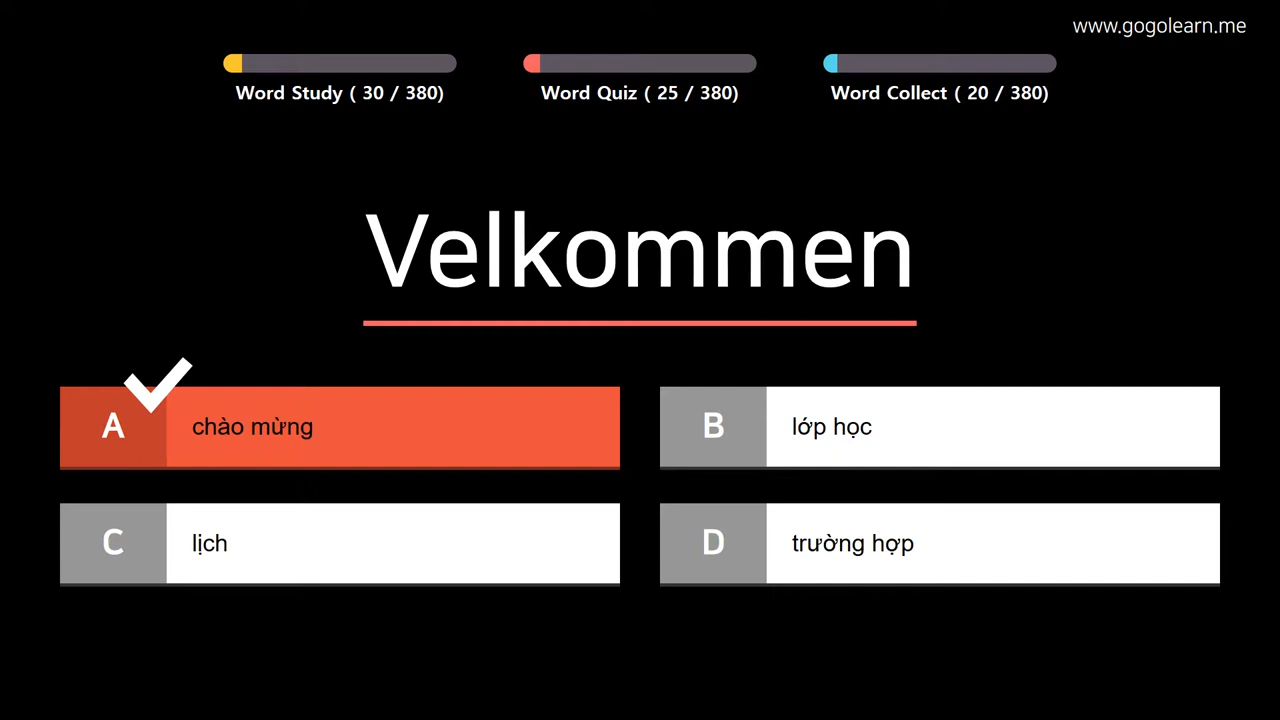 www.gogolearn.me
Word Study ( 30 / 380)
Word Quiz ( 25 / 380)
Word Collect ( 20 / 380)
Velkommen
A chào mừng
B lớp học
C lịch
D trường hợp